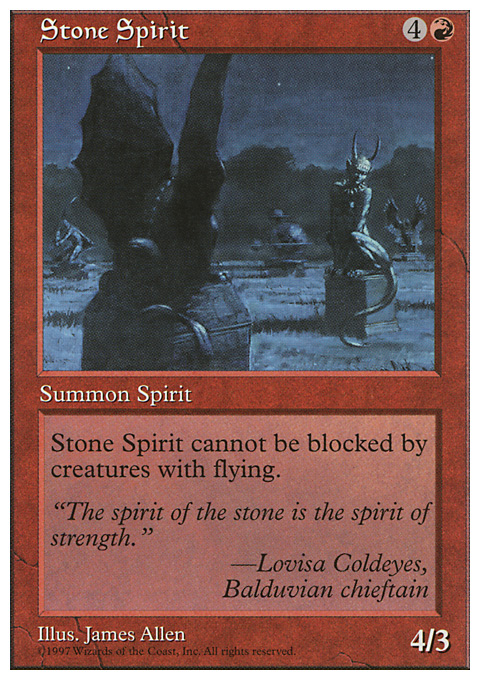 Stone Spirit
4
Summon Spirit
Stone Spirit cannot be blocked by
creatures with flying.
“The spirit of the stone is the spirit of
strength.”
—Lovisa Coldeyes,
Balduvian chieftain
Illus. James Allen
©1997 Wizards of the Coast, Inc. All rights reserved.
4/3